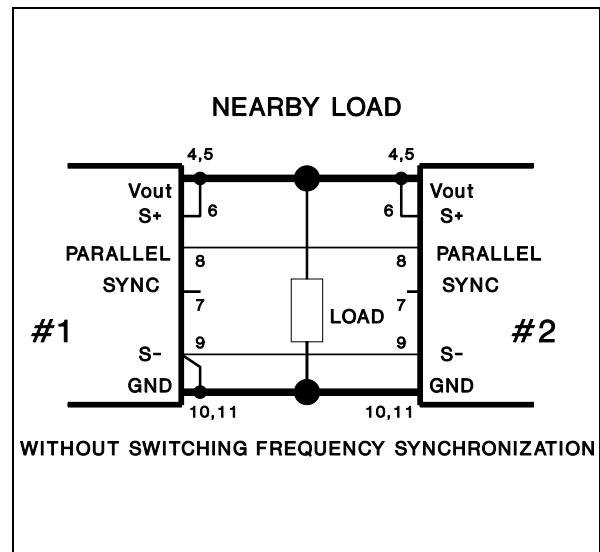 NEARBY LOAD
4,5 4,5
Vout Vout
S+ 6 6 S+
PARALLEL PARALLEL
8 8
SYNC SYNC
7 7
#1 LOAD #2
9 9
S- S-
GND GND
10,11 10,11
WITHOUT SWITCHING FREQUENCY SYNCHRONIZATION